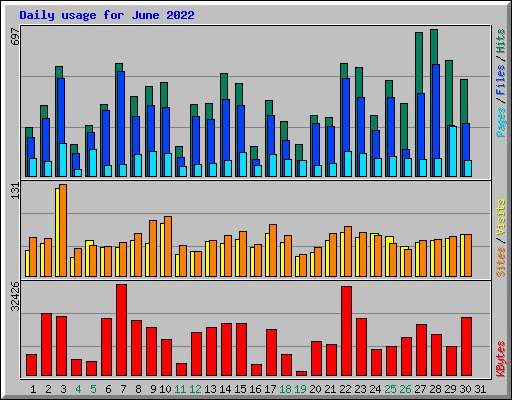 Daily usage for June 2022
697
Pages / Files / Hits
131
Sites / Visits
32426
KBytes
1 2 3 4 5 6 7 8 9 10 11 12 13 14 15 16 17 18 19 20 21 22 23 24 25 26 27 28 29 30 31